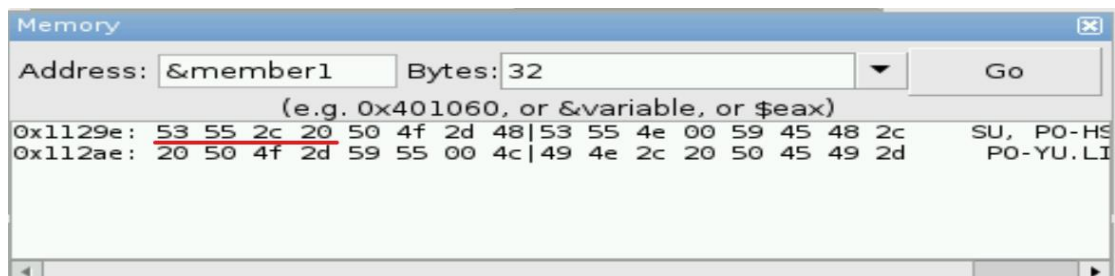 Memory
Address: &member1 Bytes: 32 Go
(e.g. 0x401060, or &variable, or $eax)
0x1129e: 53 55 2c 20 50 4f 2d 48|53 55 4e 00 59 45 48 2c SU, PO-HS
0x112ae: 20 50 4f 2d 59 55 00 4c|49 4e 2c 20 50 45 49 2d PO-YU.LI